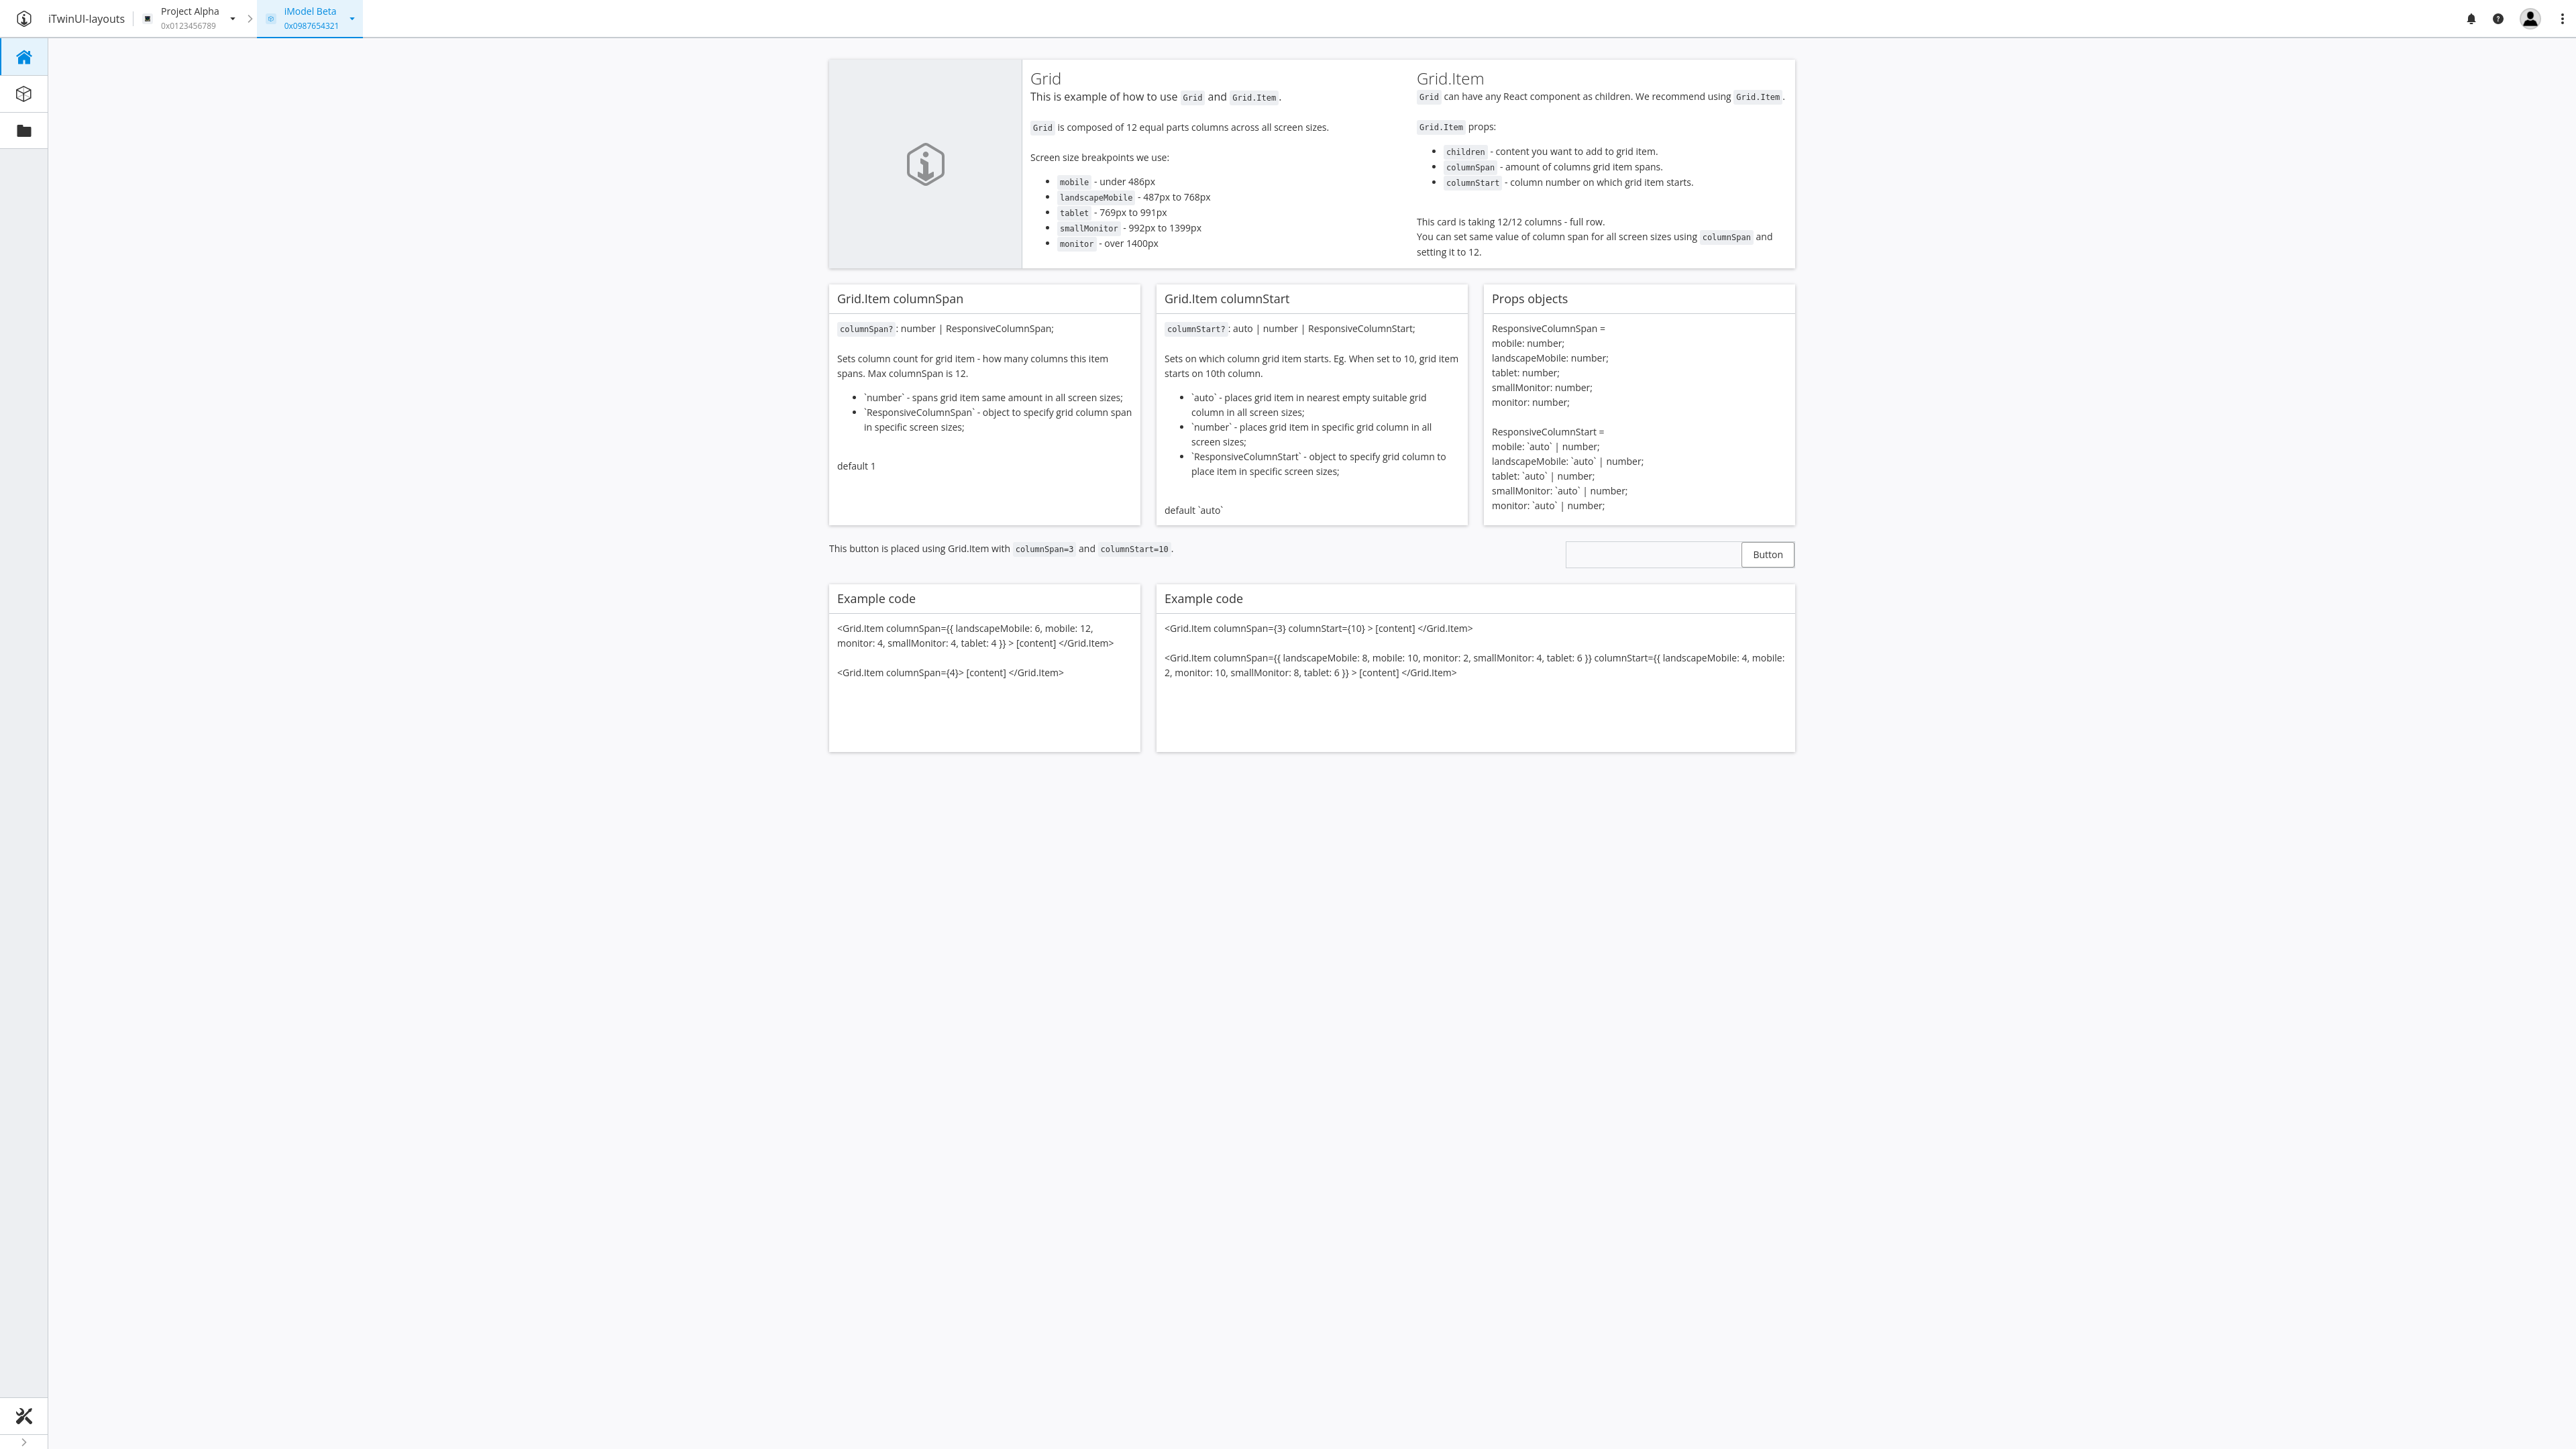 iTwinUI-layouts
Project Alpha
0x0123456789
iModel Beta
0x0987654321
Grid
This is example of how to use Grid and Grid.Item.
Grid is composed of 12 equal parts columns across all screen sizes.
Screen size breakpoints we use:
• mobile - under 486px
• landscapeMobile - 487px to 768px
• tablet - 769px to 991px
• smallMonitor - 992px to 1399px
• monitor - over 1400px
Grid.Item
Grid can have any React component as children. We recommend using Grid.Item.
Grid.Item props:
• children - content you want to add to grid item.
• columnSpan - amount of columns grid item spans.
• columnStart - column number on which grid item starts.
This card is taking 12/12 columns - full row.
You can set same value of column span for all screen sizes using columnSpan and
setting it to 12.
Grid.Item columnSpan
columnSpan?: number | ResponsiveColumnSpan;
Sets column count for grid item - how many columns this item
spans. Max columnSpan is 12.
• `number` - spans grid item same amount in all screen sizes;
• `ResponsiveColumnSpan` - object to specify grid column span
in specific screen sizes;
default 1
Grid.Item columnStart
columnStart?: auto | number | ResponsiveColumnStart;
Sets on which column grid item starts. Eg. When set to 10, grid item
starts on 10th column.
• `auto` - places grid item in nearest empty suitable grid
column in all screen sizes;
• `number` - places grid item in specific grid column in all
screen sizes;
• `ResponsiveColumnStart` - object to specify grid column to
place item in specific screen sizes;
default `auto`
Props objects
ResponsiveColumnSpan =
mobile: number;
landscapeMobile: number;
tablet: number;
smallMonitor: number;
monitor: number;
ResponsiveColumnStart =
mobile: `auto` | number;
landscapeMobile: `auto` | number;
tablet: `auto` | number;
smallMonitor: `auto` | number;
monitor: `auto` | number;
This button is placed using Grid.Item with columnSpan=3 and columnStart=10.
Button
Example code
<Grid.Item columnSpan={{ landscapeMobile: 6, mobile: 12,
monitor: 4, smallMonitor: 4, tablet: 4 }} > [content] </Grid.Item>
<Grid.Item columnSpan={4}> [content] </Grid.Item>
Example code
<Grid.Item columnSpan={3} columnStart={10} > [content] </Grid.Item>
<Grid.Item columnSpan={{ landscapeMobile: 8, mobile: 10, monitor: 2, smallMonitor: 4, tablet: 6 }} columnStart={{ landscapeMobile: 4, mobile:
2, monitor: 10, smallMonitor: 8, tablet: 6 }} > [content] </Grid.Item>